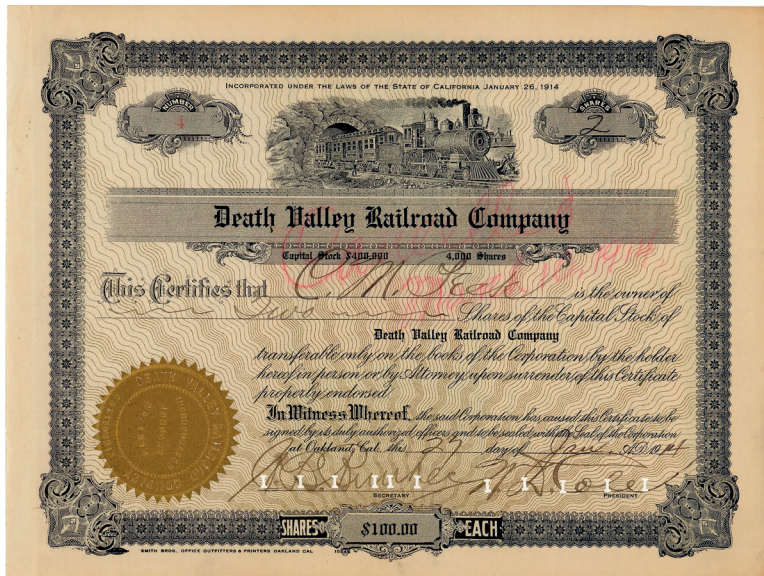 INCORPORATED UNDER THE LAWS OF THE STATE OF CALIFORNIA JANUARY 26, 1914
NUMBER
4
SHARES
2
Death Valley Railroad Company
Capital Stock $400,000 4,000 Shares
This Certifies that C. M. is the owner of
Two Shares of the Capital Stock of
Death Valley Railroad Company
transferable only on the books of the Corporation by the holder
hereof in person or by Attorney upon surrender of this Certificate
properly endorsed.
In Witness Whereof, the said Corporation has caused this Certificate to be
signed by its duly authorized officers and to be sealed with the Seal of the Corporation
at Oakland, Cal. this 27 day of Jany. A.D. 1914
SECRETARY
PRESIDENT
SHARES $100.00 EACH
SMITH BROS., OFFICE OUTFITTERS & PRINTERS OAKLAND CAL